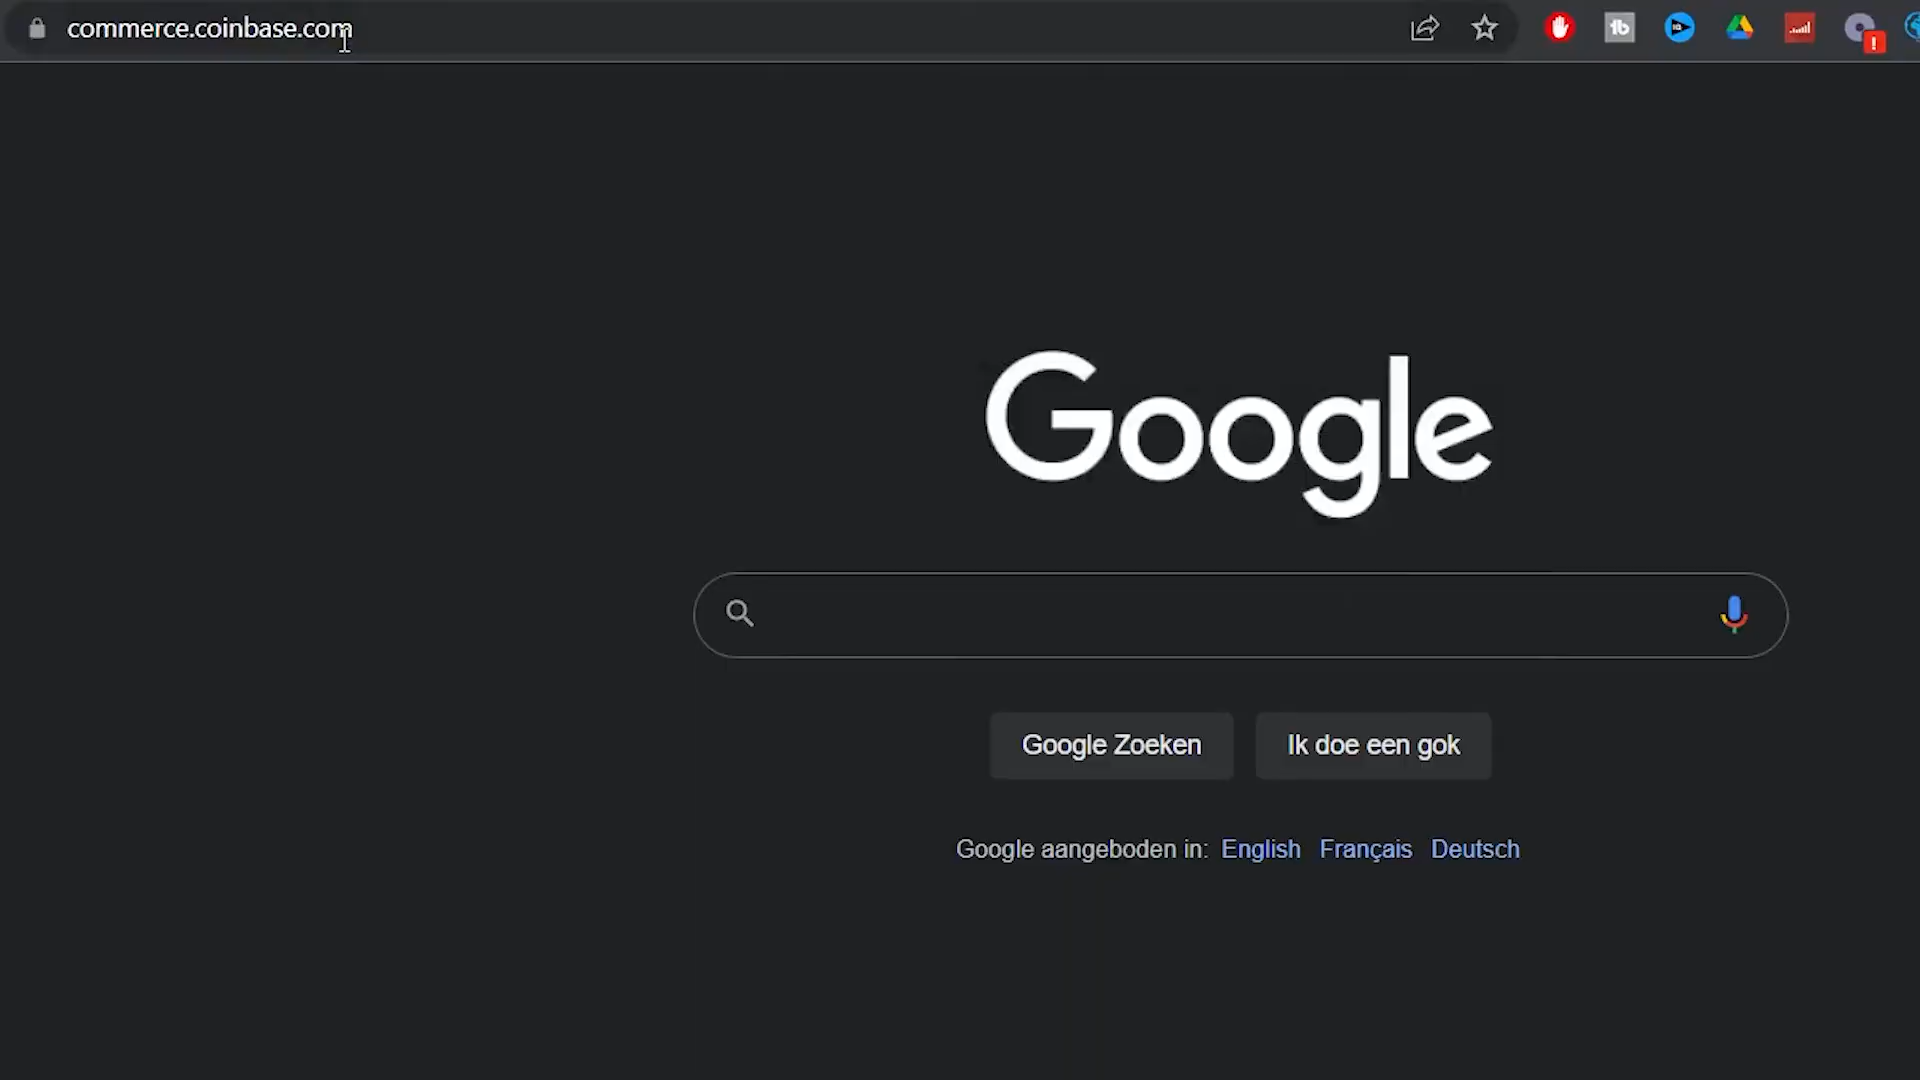 commerce.coinbase.com
Google
Google Zoeken
Ik doe een gok
Google aangeboden in: English Français Deutsch